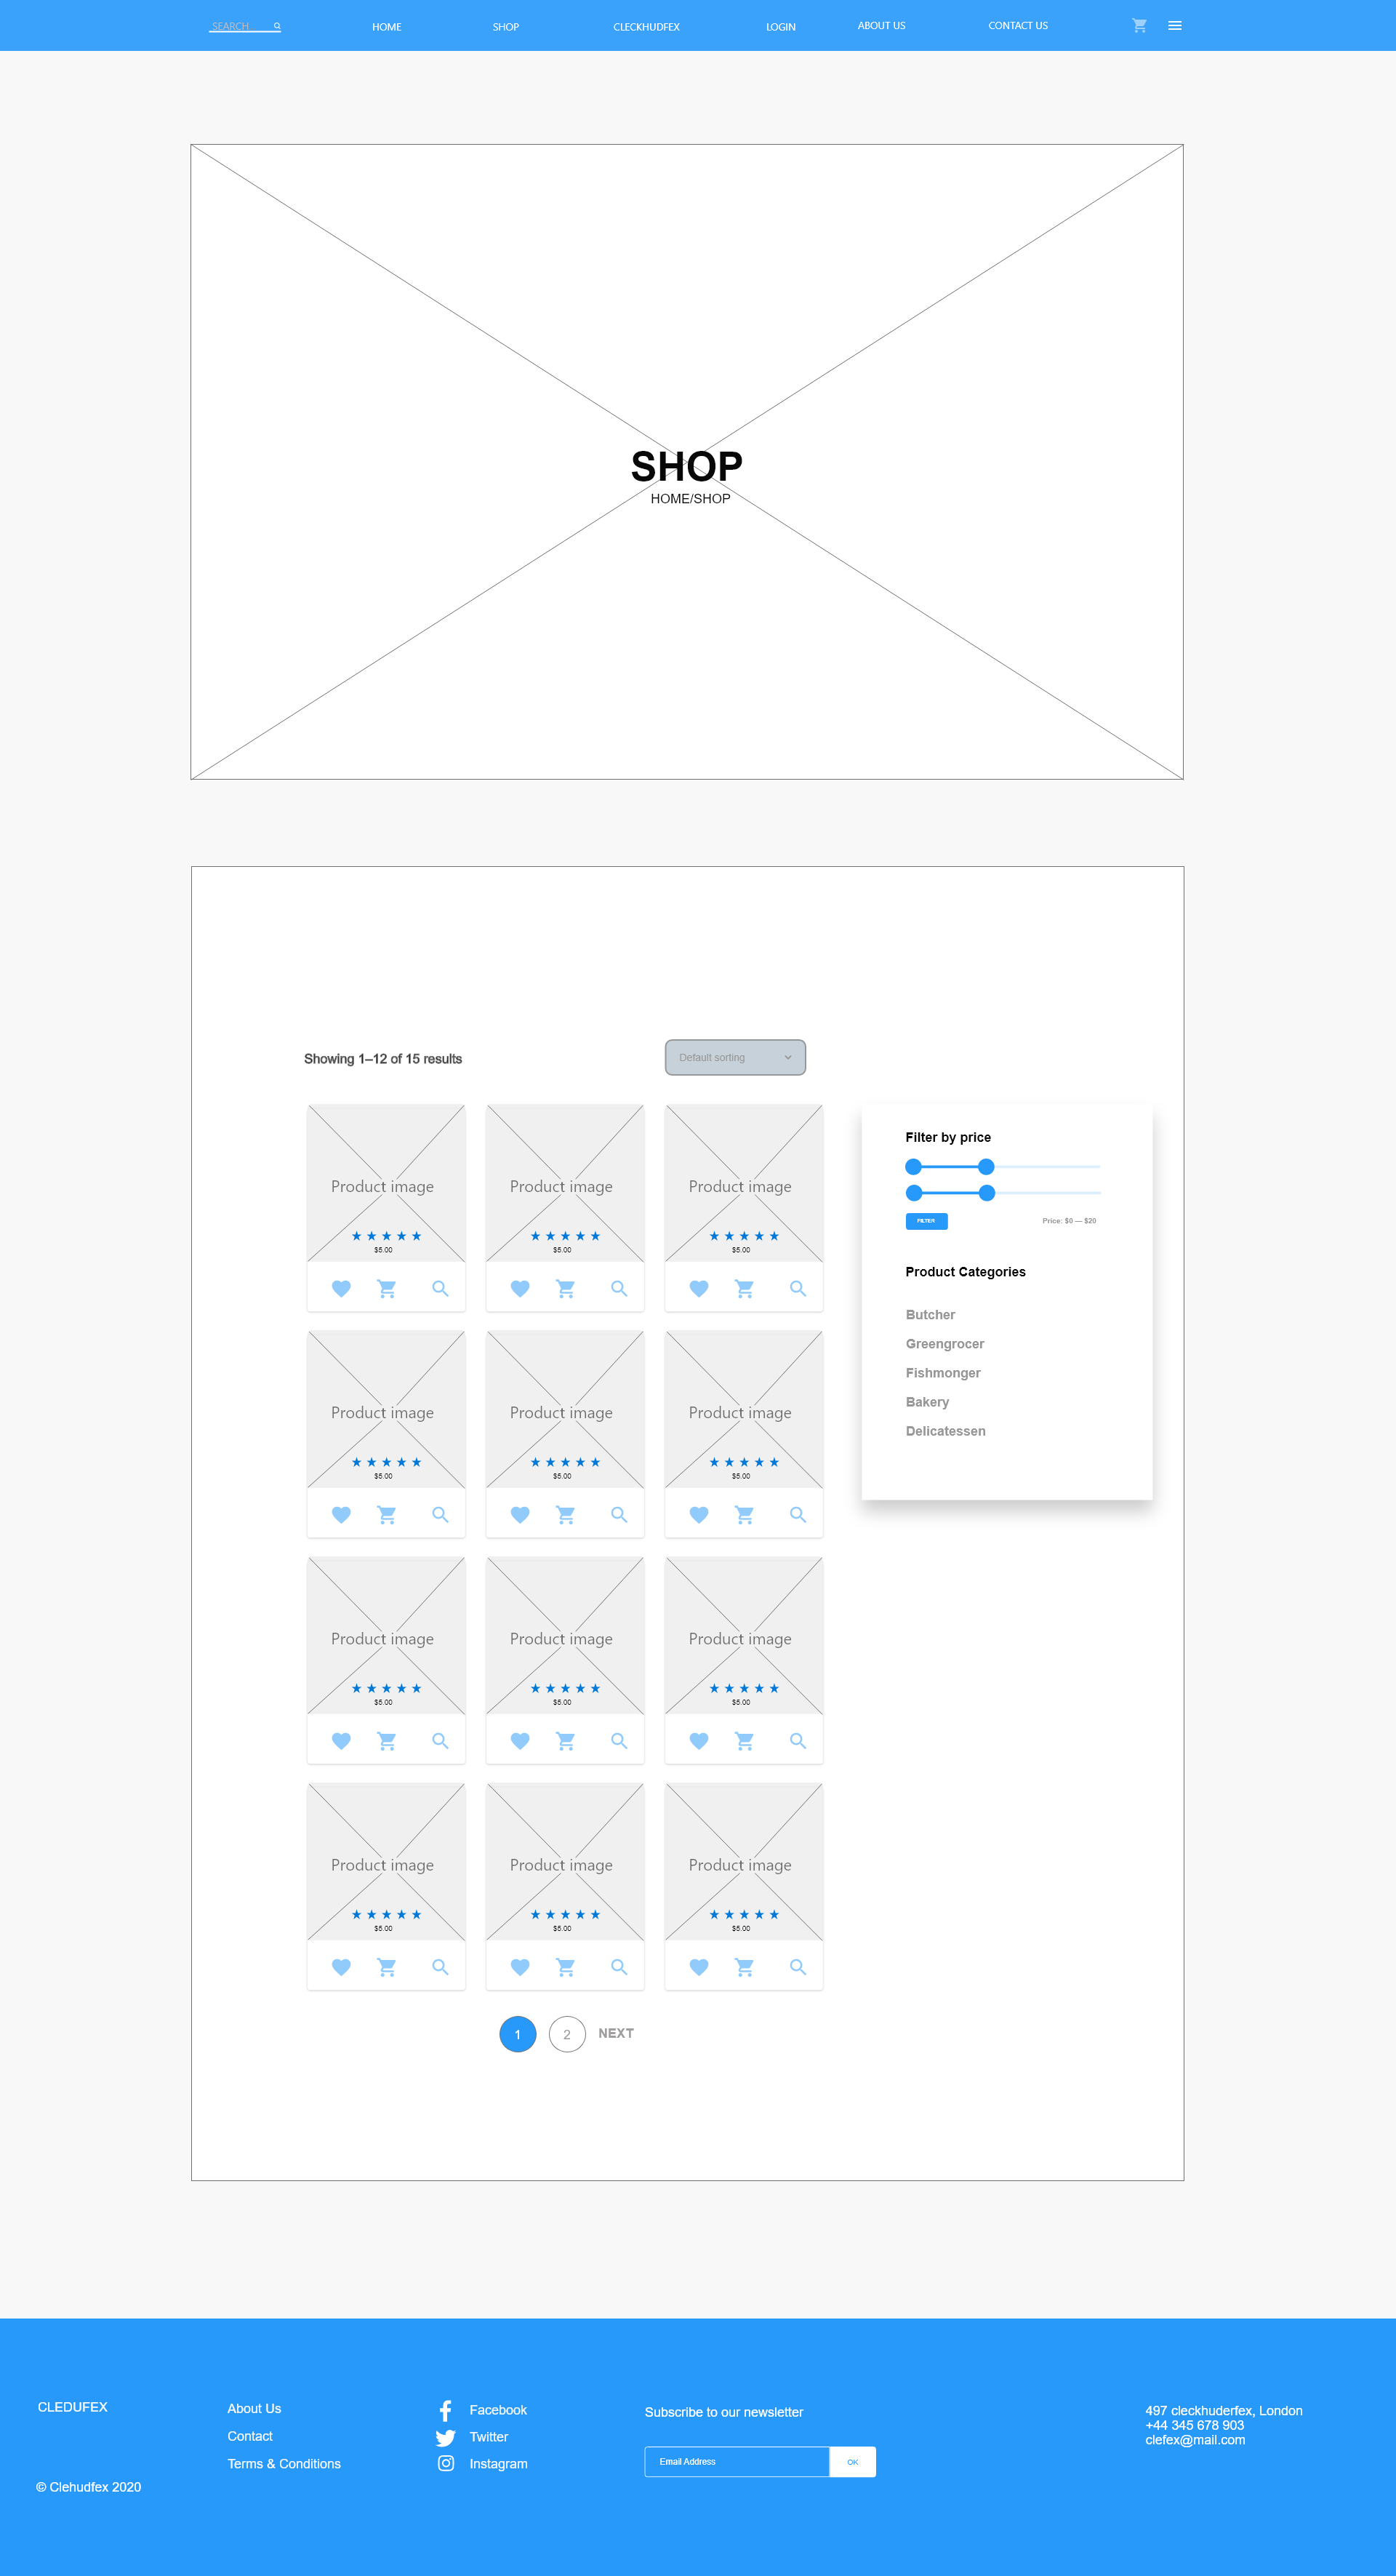 SEARCH
HOME
SHOP
CLECKHUDFEX
LOGIN
ABOUT US
CONTACT US
SHOP
HOME/SHOP
Showing 1–12 of 15 results
Default sorting
Product image
$5.00
Product image
$5.00
Product image
$5.00
Product image
$5.00
Product image
$5.00
Product image
$5.00
Product image
$5.00
Product image
$5.00
Product image
$5.00
Product image
$5.00
Product image
$5.00
Product image
$5.00
1
2
NEXT
Filter by price
FILTER
Price: $0 — $20
Product Categories
Butcher
Greengrocer
Fishmonger
Bakery
Delicatessen
CLEDUFEX
© Clehudfex 2020
About Us
Contact
Terms & Conditions
Facebook
Twitter
Instagram
Subscribe to our newsletter
Email Address
OK
497 cleckhuderfex, London
+44 345 678 903
clefex@mail.com